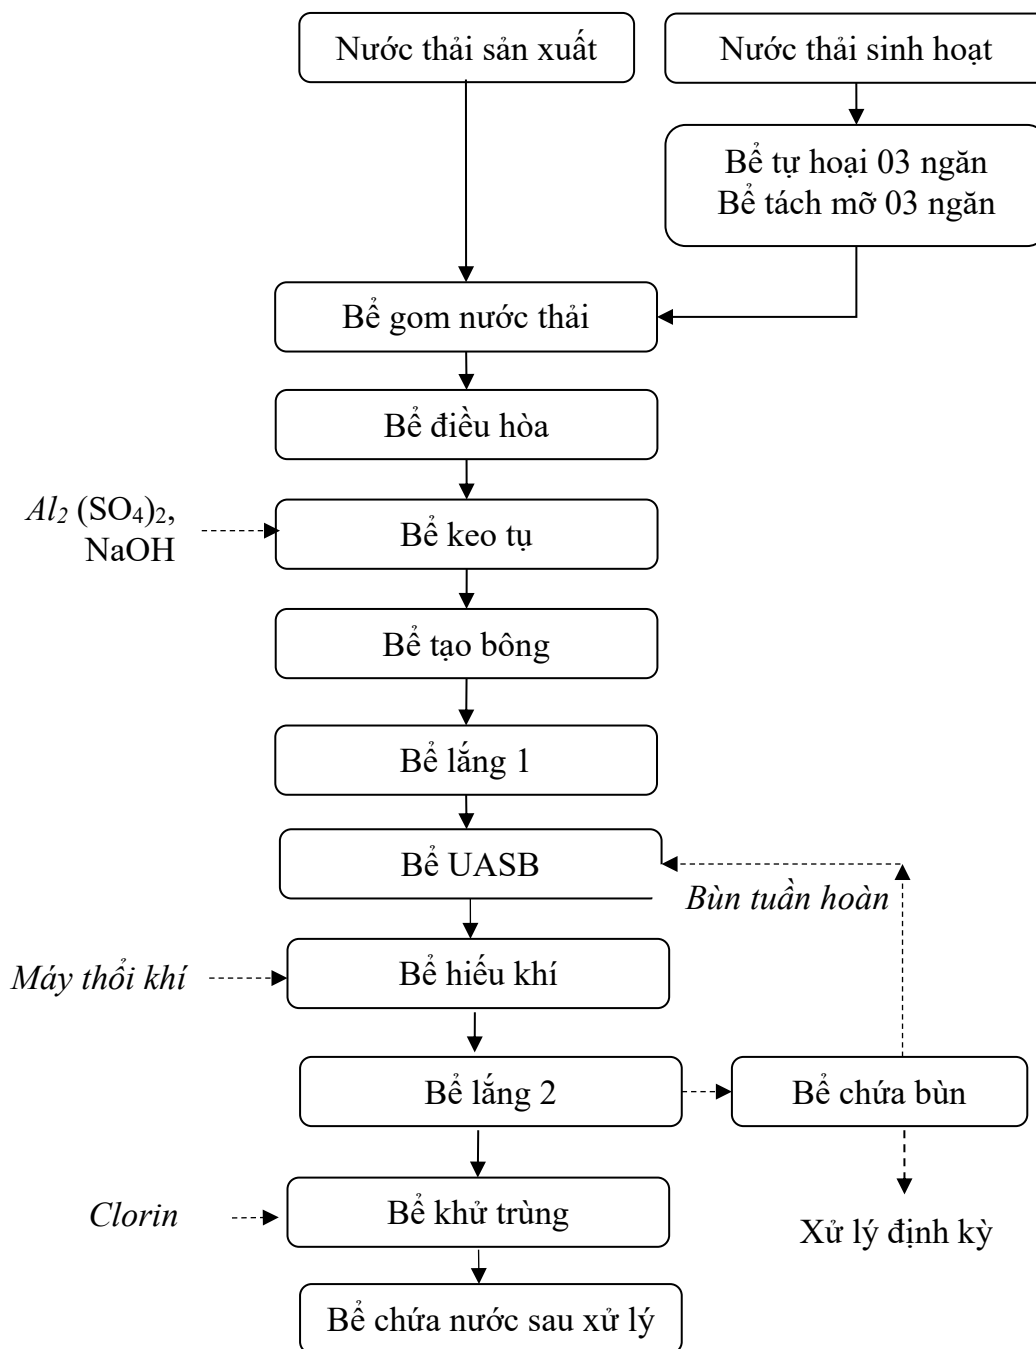 Nước thải sản xuất
Nước thải sinh hoạt
Bể tự hoại 03 ngăn
Bể tách mỡ 03 ngăn
Bể gom nước thải
Bể điều hòa
Al₂ (SO₄)₂,
NaOH
Bể keo tụ
Bể tạo bông
Bể lắng 1
Bể UASB
Bùn tuần hoàn
Máy thổi khí
Bể hiếu khí
Bể lắng 2
Bể chứa bùn
Clorin
Bể khử trùng
Xử lý định kỳ
Bể chứa nước sau xử lý